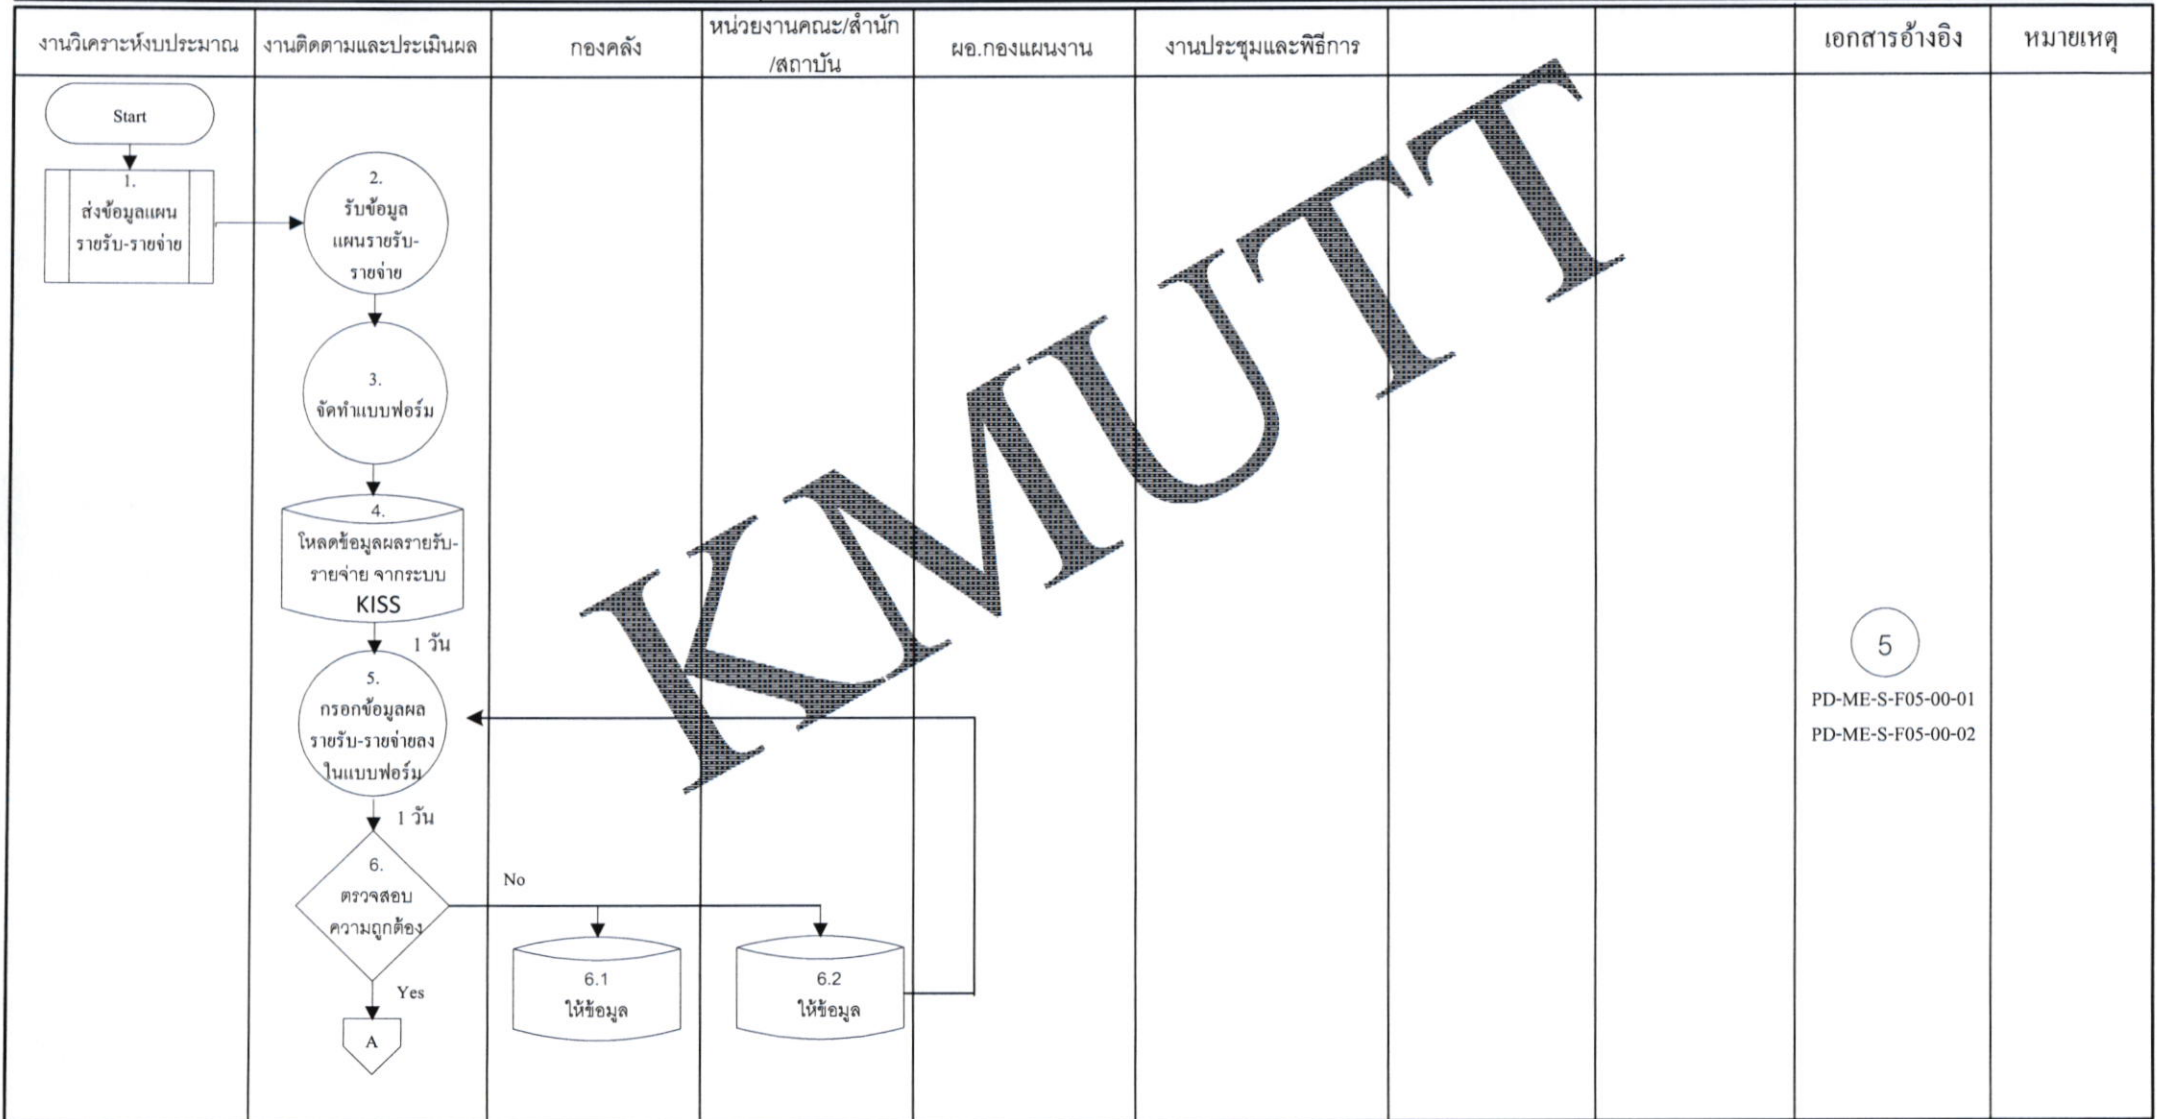 งานวิเคราะห์งบประมาณ
งานติดตามและประเมินผล
กองคลัง
หน่วยงานคณะ/สำนัก
/สถาบัน
ผอ.กองแผนงาน
งานประชุมและพิธีการ
เอกสารอ้างอิง
หมายเหตุ
Start
1.
ส่งข้อมูลแผน
รายรับ-รายจ่าย
2.
รับข้อมูล
แผนรายรับ-
รายจ่าย
3.
จัดทำแบบฟอร์ม
4.
โหลดข้อมูลผลรายรับ-
รายจ่าย จากระบบ
KISS
1 วัน
5.
กรอกข้อมูลผล
รายรับ-รายจ่ายลง
ในแบบฟอร์ม
1 วัน
6.
ตรวจสอบ
ความถูกต้อง
No
Yes
A
6.1
ให้ข้อมูล
6.2
ให้ข้อมูล
5
PD-ME-S-F05-00-01
PD-ME-S-F05-00-02
KMUTT